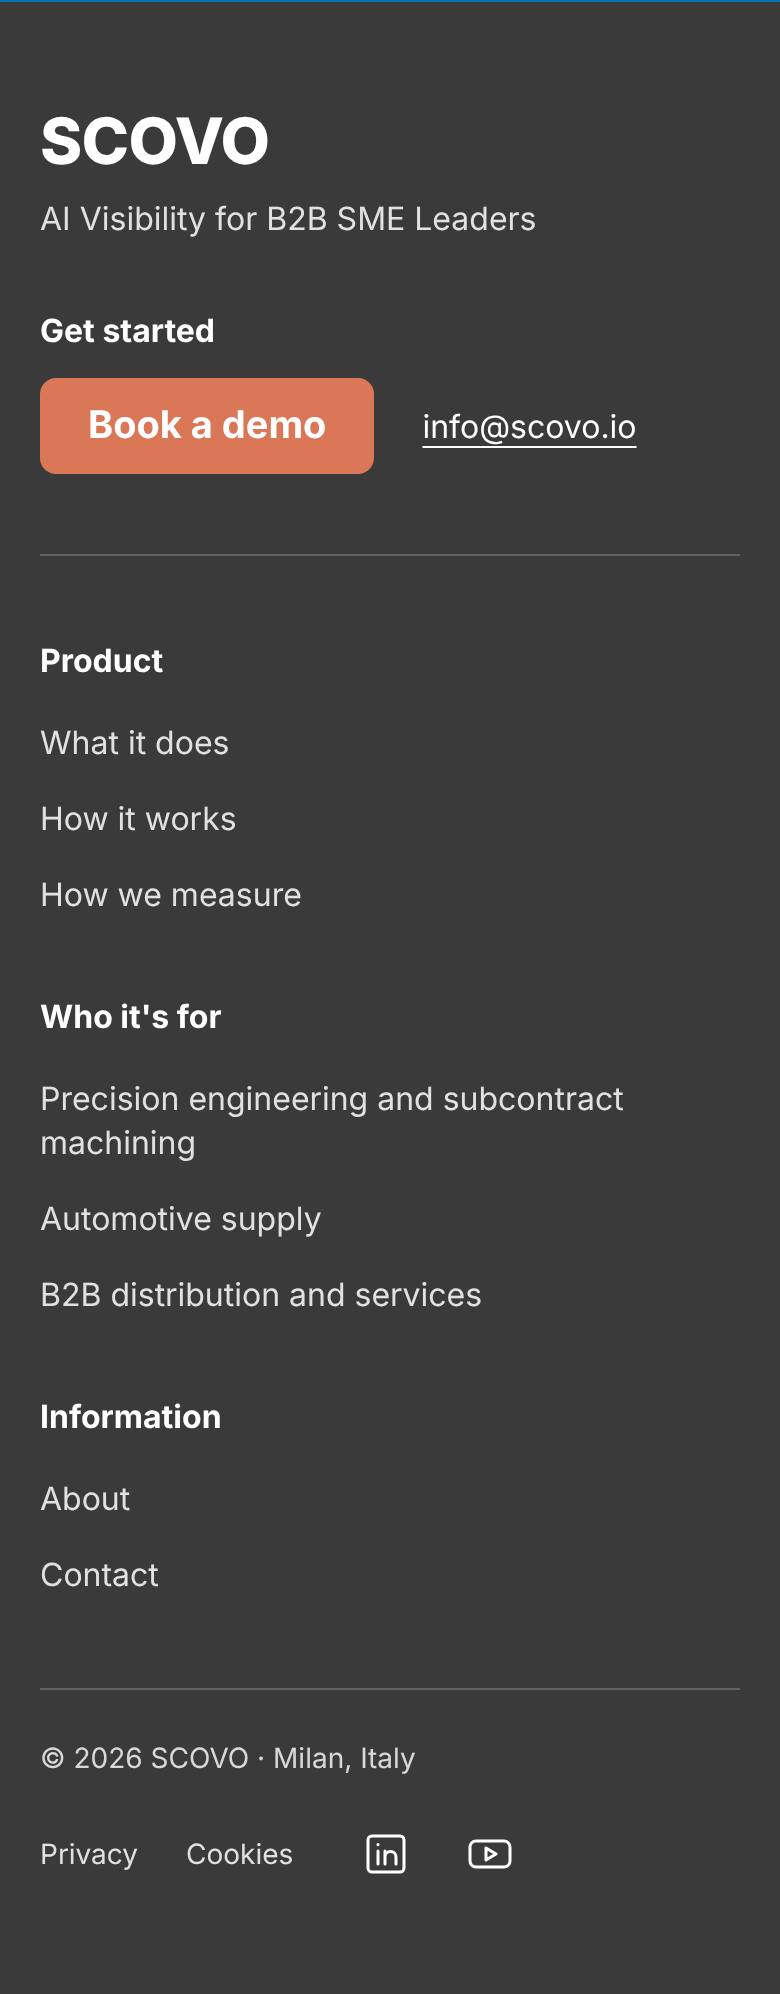 SCOVO
AI Visibility for B2B SME Leaders
Get started
Book a demo
info@scovo.io
Product
What it does
How it works
How we measure
Who it's for
Precision engineering and subcontract
machining
Automotive supply
B2B distribution and services
Information
About
Contact
© 2026 SCOVO · Milan, Italy
Privacy Cookies in